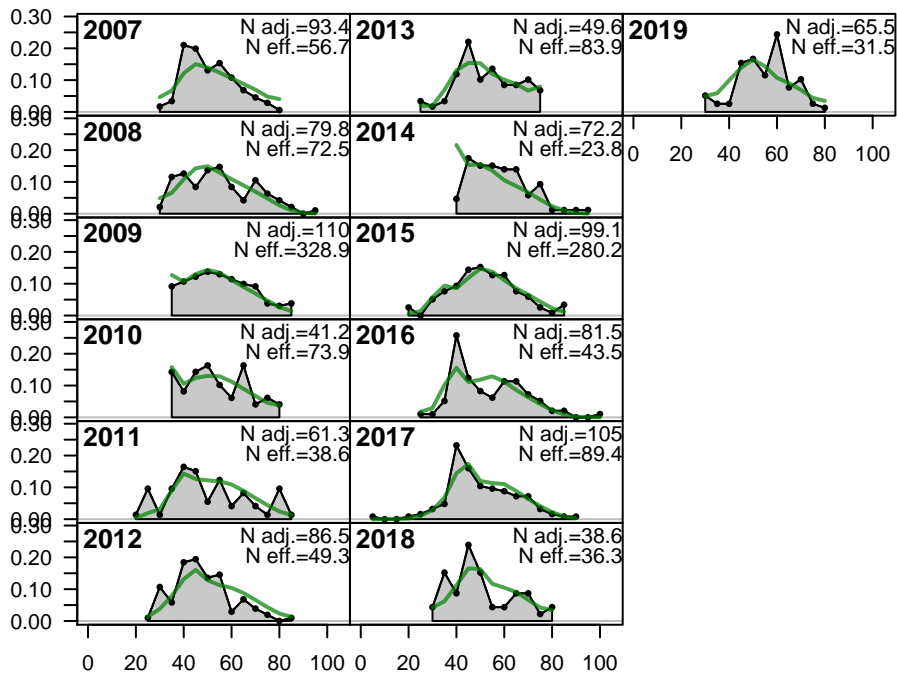 0.30
0.20
0.10
0.00
2007
N adj.=93.4
N eff.=56.7
2013
N adj.=49.6
N eff.=83.9
2019
N adj.=65.5
N eff.=31.5
0 20 40 60 80 100
0.30
0.20
0.10
0.00
2008
N adj.=79.8
N eff.=72.5
2014
N adj.=72.2
N eff.=23.8
0.30
0.20
0.10
0.00
2009
N adj.=110
N eff.=328.9
2015
N adj.=99.1
N eff.=280.2
0.30
0.20
0.10
0.00
2010
N adj.=41.2
N eff.=73.9
2016
N adj.=81.5
N eff.=43.5
0.30
0.20
0.10
0.00
2011
N adj.=61.3
N eff.=38.6
2017
N adj.=105
N eff.=89.4
0.30
0.20
0.10
0.00
2012
N adj.=86.5
N eff.=49.3
2018
N adj.=38.6
N eff.=36.3
0 20 40 60 80 100
0 20 40 60 80 100